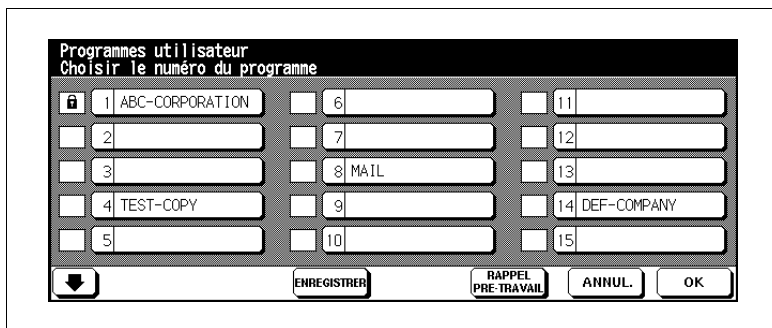 Programmes utilisateur
Choisir le numéro du programme
1 ABC-CORPORATION
2
3
4 TEST-COPY
5
6
7
8 MAIL
9
10
11
12
13
14 DEF-COMPANY
15
ENREGISTRER
RAPPEL
PRE-TRAVAIL
ANNUL.
OK